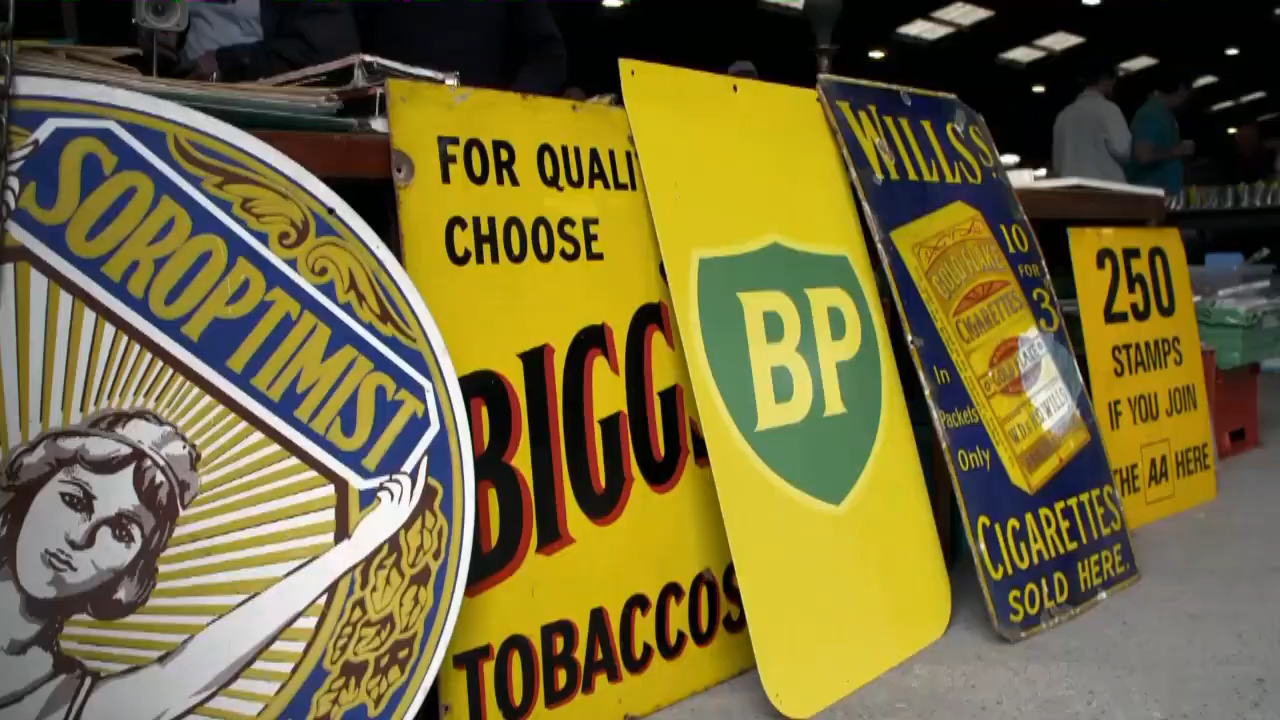 SOROPTIMIST
FOR QUALI
CHOOSE
BIGG
TOBACCOS
BP
WILLS'S
GOLD FLAKE
CIGARETTES
W.D. & H.O. WILLS
10
FOR
3
In
Packets
Only
CIGARETTES
SOLD HERE.
250
STAMPS
IF YOU JOIN
THE AA HERE